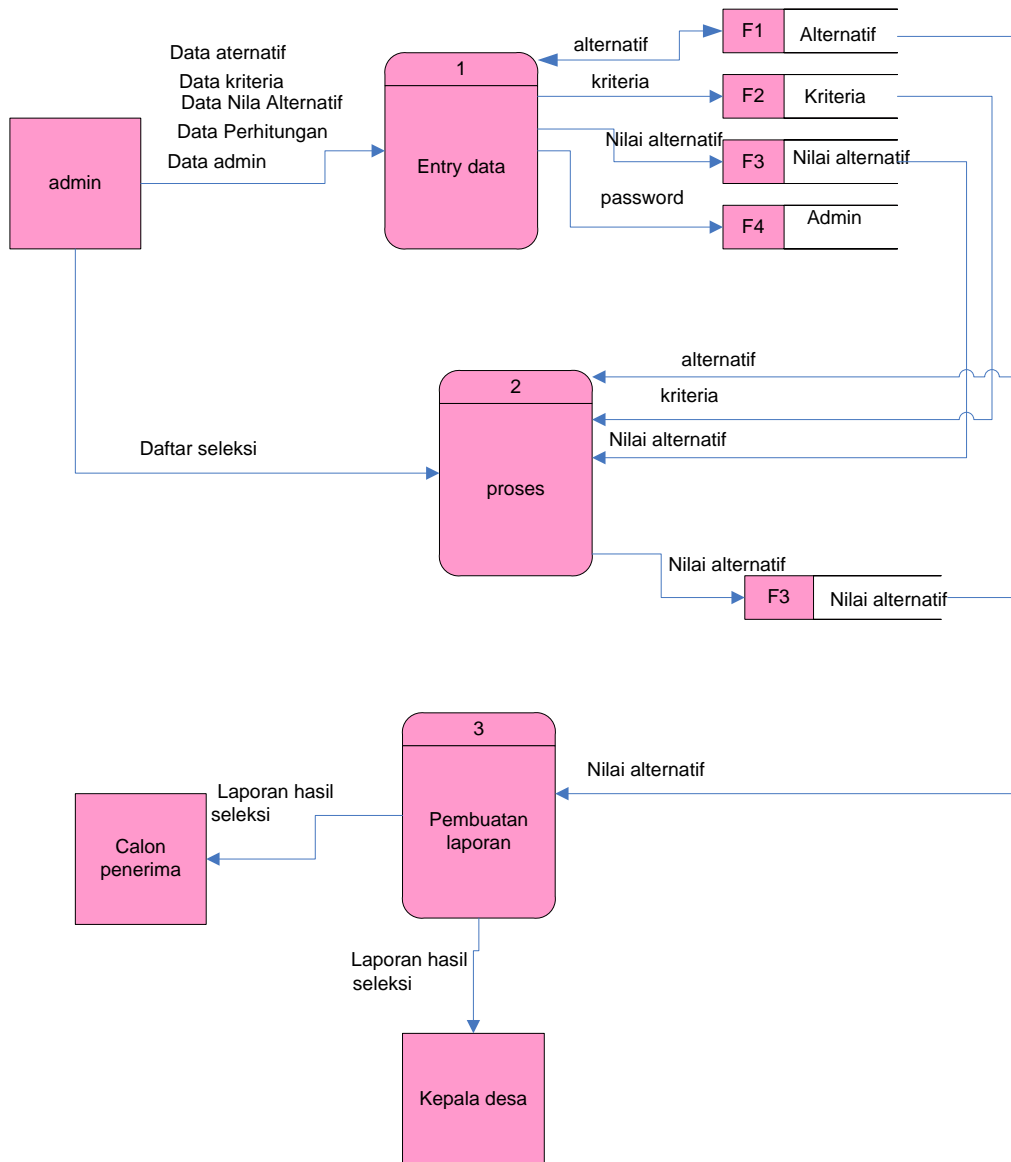 Data aternatif
Data kriteria
Data Nila Alternatif
Data Perhitungan
Data admin
admin
1
Entry data
alternatif
kriteria
Nilai alternatif
password
F1
Alternatif
F2
Kriteria
F3
Nilai alternatif
F4
Admin
alternatif
kriteria
Nilai alternatif
2
proses
Daftar seleksi
Nilai alternatif
F3
Nilai alternatif
3
Pembuatan
laporan
Nilai alternatif
Laporan hasil
seleksi
Calon
penerima
Laporan hasil
seleksi
Kepala desa